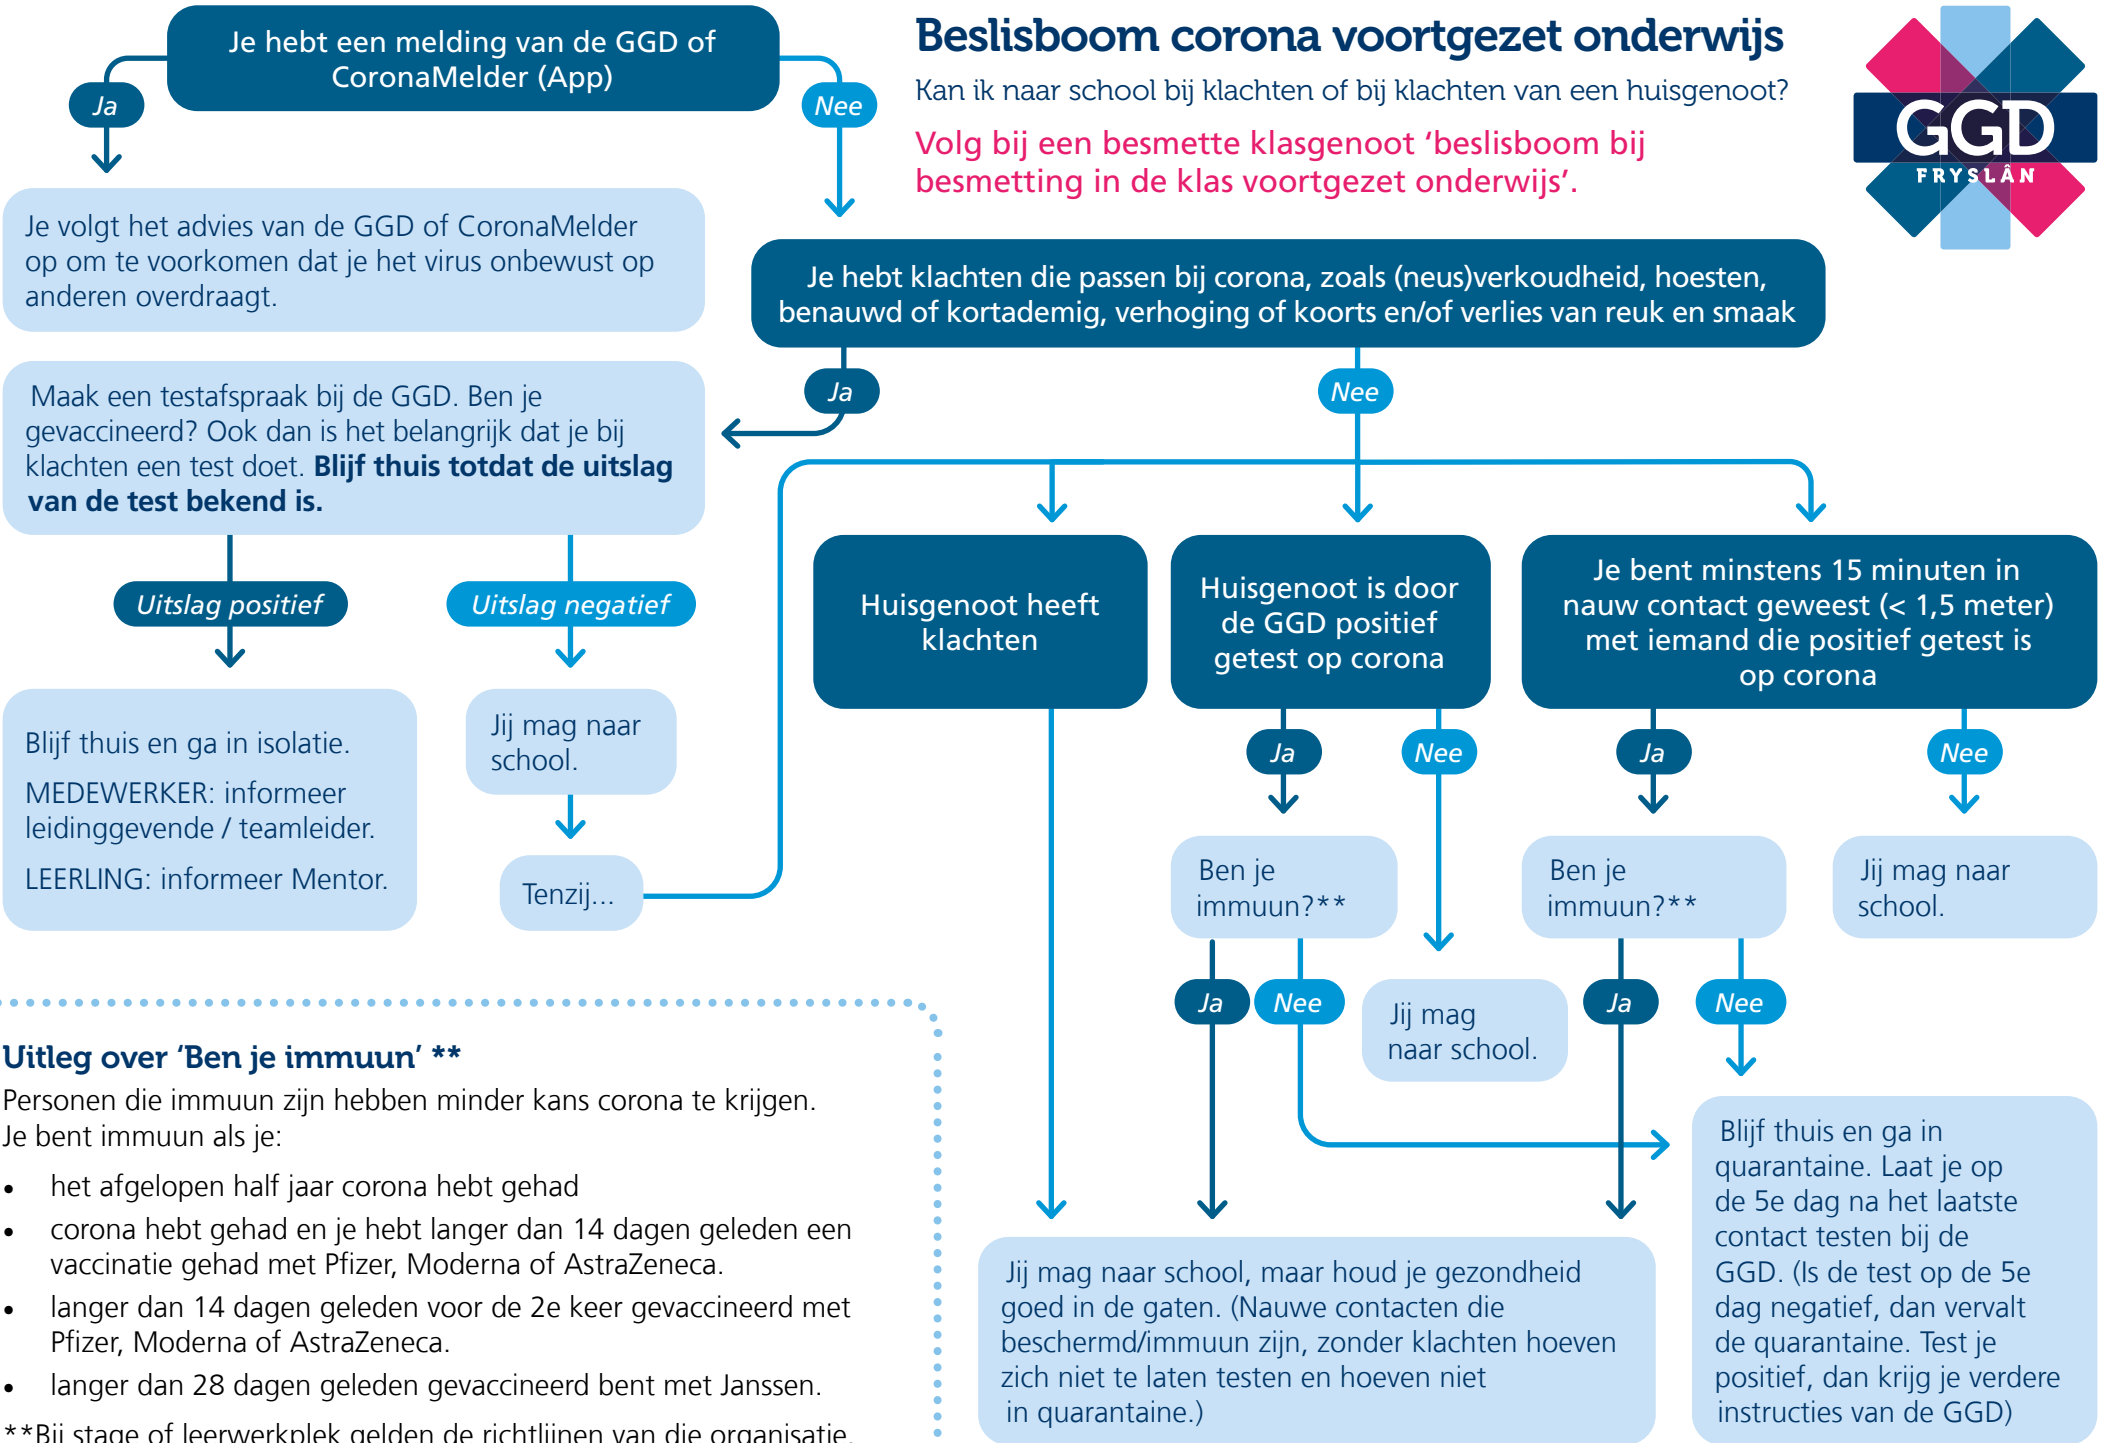 Je hebt een melding van de GGD of
CoronaMelder (App)
Ja
Nee
Beslisboom corona voortgezet onderwijs
Kan ik naar school bij klachten of bij klachten van een huisgenoot?
Volg bij een besmette klasgenoot ‘beslisboom bij
besmetting in de klas voortgezet onderwijs’.
GGD
FRYSLÂN
Je volgt het advies van de GGD of CoronaMelder
op om te voorkomen dat je het virus onbewust op
anderen overdraagt.
Je hebt klachten die passen bij corona, zoals (neus)verkoudheid, hoesten,
benauwd of kortademig, verhoging of koorts en/of verlies van reuk en smaak
Ja
Nee
Maak een testafspraak bij de GGD. Ben je
gevaccineerd? Ook dan is het belangrijk dat je bij
klachten een test doet. Blijf thuis totdat de uitslag
van de test bekend is.
Uitslag positief
Uitslag negatief
Blijf thuis en ga in isolatie.
MEDEWERKER: informeer
leidinggevende / teamleider.
LEERLING: informeer Mentor.
Jij mag naar
school.
Tenzij...
Huisgenoot heeft
klachten
Huisgenoot is door
de GGD positief
getest op corona
Je bent minstens 15 minuten in
nauw contact geweest (< 1,5 meter)
met iemand die positief getest is
op corona
Ja
Nee
Ja
Nee
Ben je
immuun?**
Ben je
immuun?**
Jij mag naar
school.
Ja
Nee
Jij mag
naar school.
Ja
Nee
Jij mag naar school, maar houd je gezondheid
goed in de gaten. (Nauwe contacten die
beschermd/immuun zijn, zonder klachten hoeven
zich niet te laten testen en hoeven niet
in quarantaine.)
Blijf thuis en ga in
quarantaine. Laat je op
de 5e dag na het laatste
contact testen bij de
GGD. (Is de test op de 5e
dag negatief, dan vervalt
de quarantaine. Test je
positief, dan krijg je verdere
instructies van de GGD)
Uitleg over ‘Ben je immuun’ **
Personen die immuun zijn hebben minder kans corona te krijgen.
Je bent immuun als je:
• het afgelopen half jaar corona hebt gehad
• corona hebt gehad en je hebt langer dan 14 dagen geleden een
vaccinatie gehad met Pfizer, Moderna of AstraZeneca.
• langer dan 14 dagen geleden voor de 2e keer gevaccineerd met
Pfizer, Moderna of AstraZeneca.
• langer dan 28 dagen geleden gevaccineerd bent met Janssen.
**Bij stage of leerwerkplek gelden de richtlijnen van die organisatie.